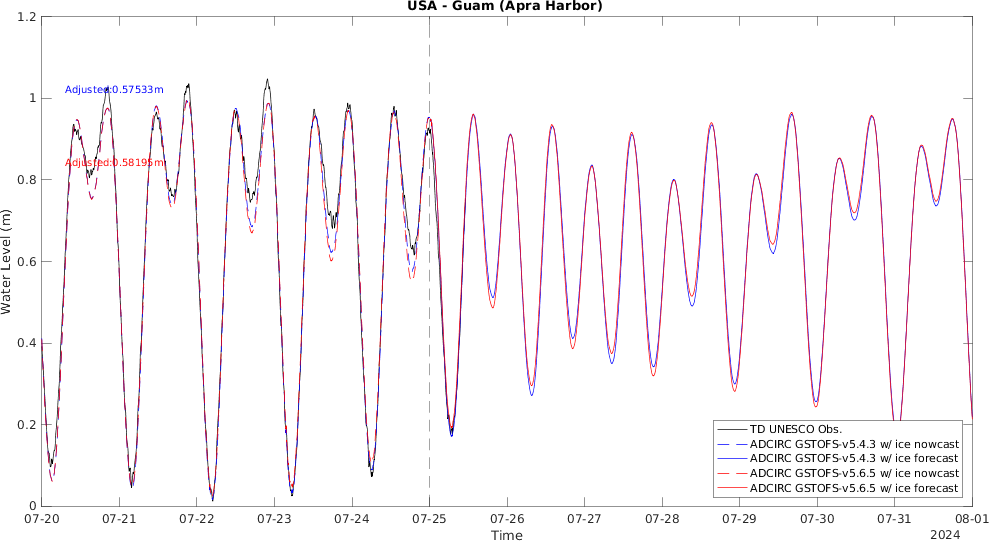 USA - Guam (Apra Harbor)
1.2
1
0.8
0.6
0.4
0.2
0
Water Level (m)
Adjusted:0.57533m
Adjusted:0.58195m
TD UNESCO Obs.
ADCIRC GSTOFS-v5.4.3 w/ ice nowcast
ADCIRC GSTOFS-v5.4.3 w/ ice forecast
ADCIRC GSTOFS-v5.6.5 w/ ice nowcast
ADCIRC GSTOFS-v5.6.5 w/ ice forecast
07-20 07-21 07-22 07-23 07-24 07-25 07-26 07-27 07-28 07-29 07-30 07-31 08-01
Time
2024